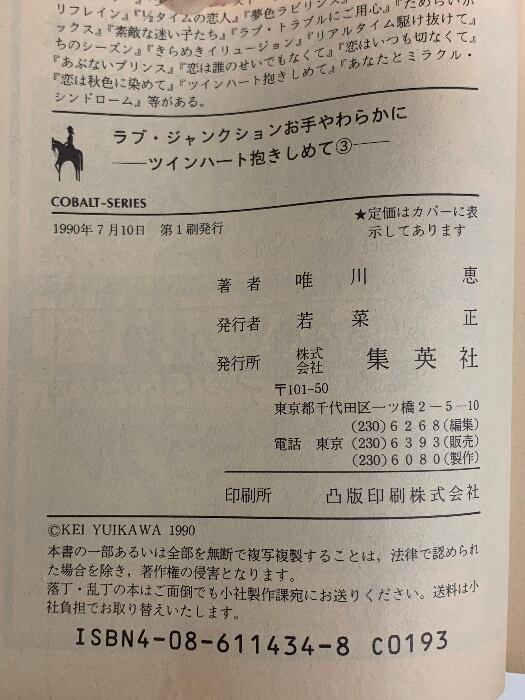 リフレイン』『½タイムの恋人』『夢色ラビリンス』
ックス』『素敵な迷い子たち』『ラブ・トラブルにご用心』『ためらいが
ちのシーズン』『きらめきイリュージョン』『リアルタイム駆け抜けて』
『あぶないプリンス』『恋は誰のせいでもなくて』『恋はいつも切なくて』
『恋は秋色に染めて』『ツインハート抱きしめて』『あなたとミラクル・
シンドローム』等がある。
ラブ・ジャンクションお手やわらかに
——ツインハート抱きしめて③——
COBALT-SERIES
1990年7月10日 第1刷発行
★定価はカバーに表
示してあります
著者 唯川恵
発行者 若菜正
発行所 株式会社 集英社
〒101-50
東京都千代田区一ツ橋2-5-10
(230)6268(編集)
電話 東京(230)6393(販売)
(230)6080(製作)
印刷所 凸版印刷株式会社
©KEI YUIKAWA 1990
本書の一部あるいは全部を無断で複写複製することは、法律で認められ
た場合を除き、著作権の侵害となります。
落丁・乱丁の本はご面倒でも小社製作課宛にお送りください。送料は小
社負担でお取り替えいたします。
ISBN4-08-611434-8 C0193